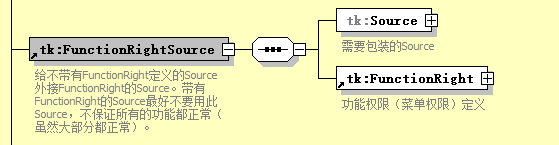 tk:FunctionRightSource
给不带有FunctionRight定义的Source
外接FunctionRight的Source。带有
FunctionRight的Source最好不要用此
Source，不保证所有的功能都正常（
虽然大部分都正常）。
tk:Source
需要包装的Source
tk:FunctionRight
功能权限（菜单权限）定义